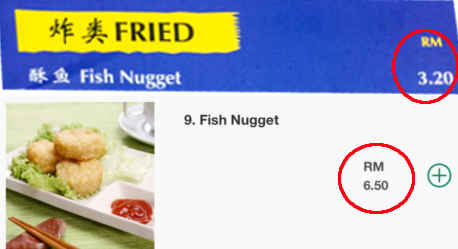 炸类 FRIED
RM
酥鱼 Fish Nugget 3.20
9. Fish Nugget
RM
6.50